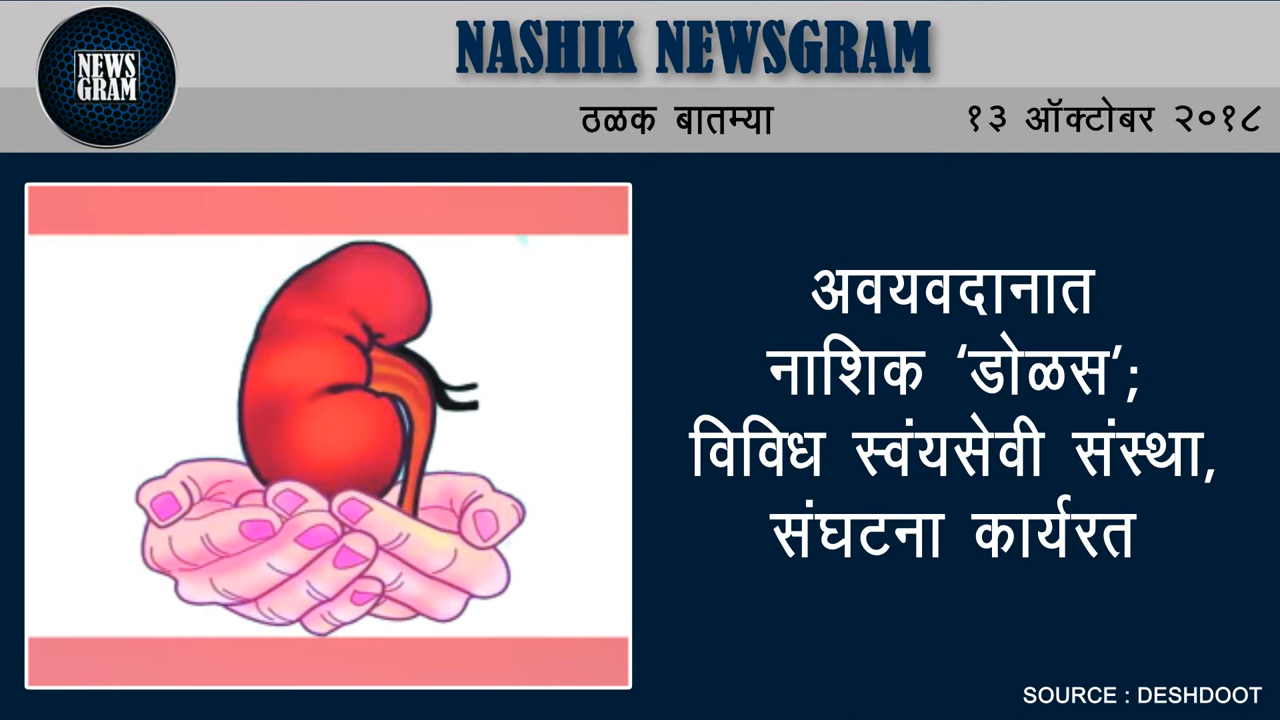 NEWS
GRAM
NASHIK NEWSGRAM
ठळक बातम्या
१३ ऑक्टोबर २०१८
अवयवदानात
नाशिक ‘डोळस’;
विविध स्वंयसेवी संस्था,
संघटना कार्यरत
SOURCE : DESHDOOT